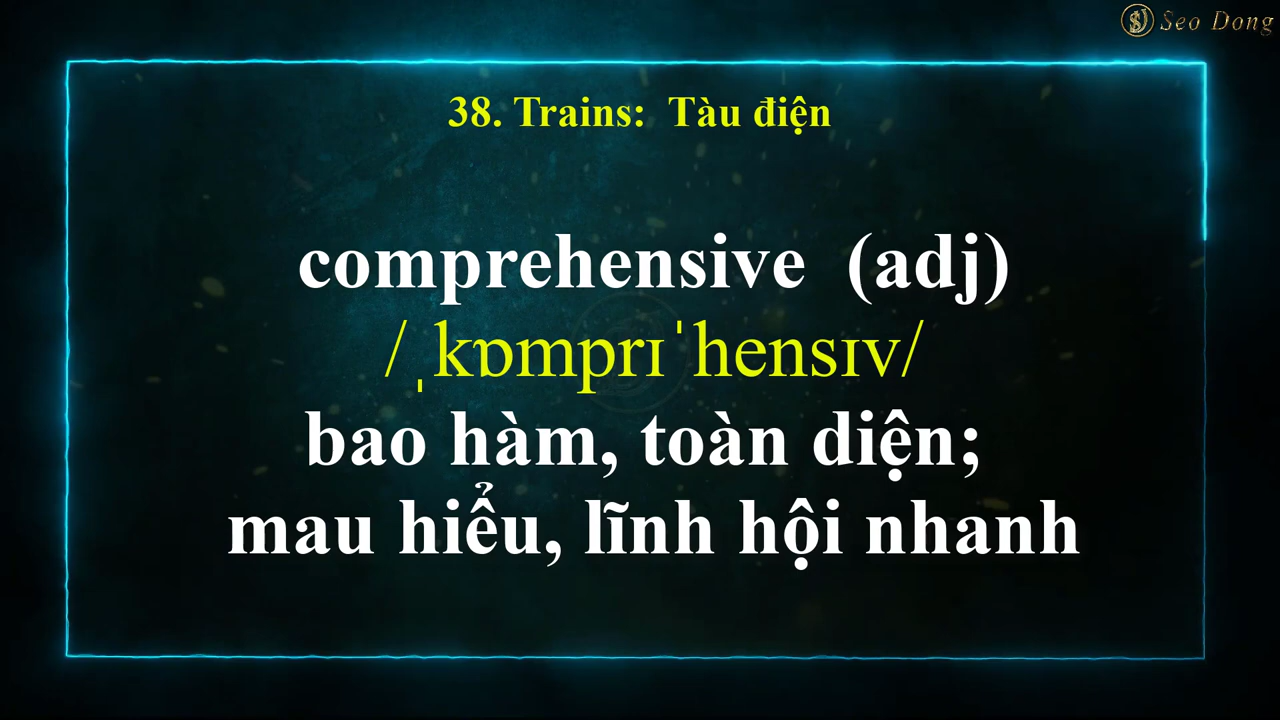 Seo Dong
38. Trains: Tàu điện
comprehensive (adj)
/ˌkɒmprɪˈhensɪv/
bao hàm, toàn diện;
mau hiểu, lĩnh hội nhanh